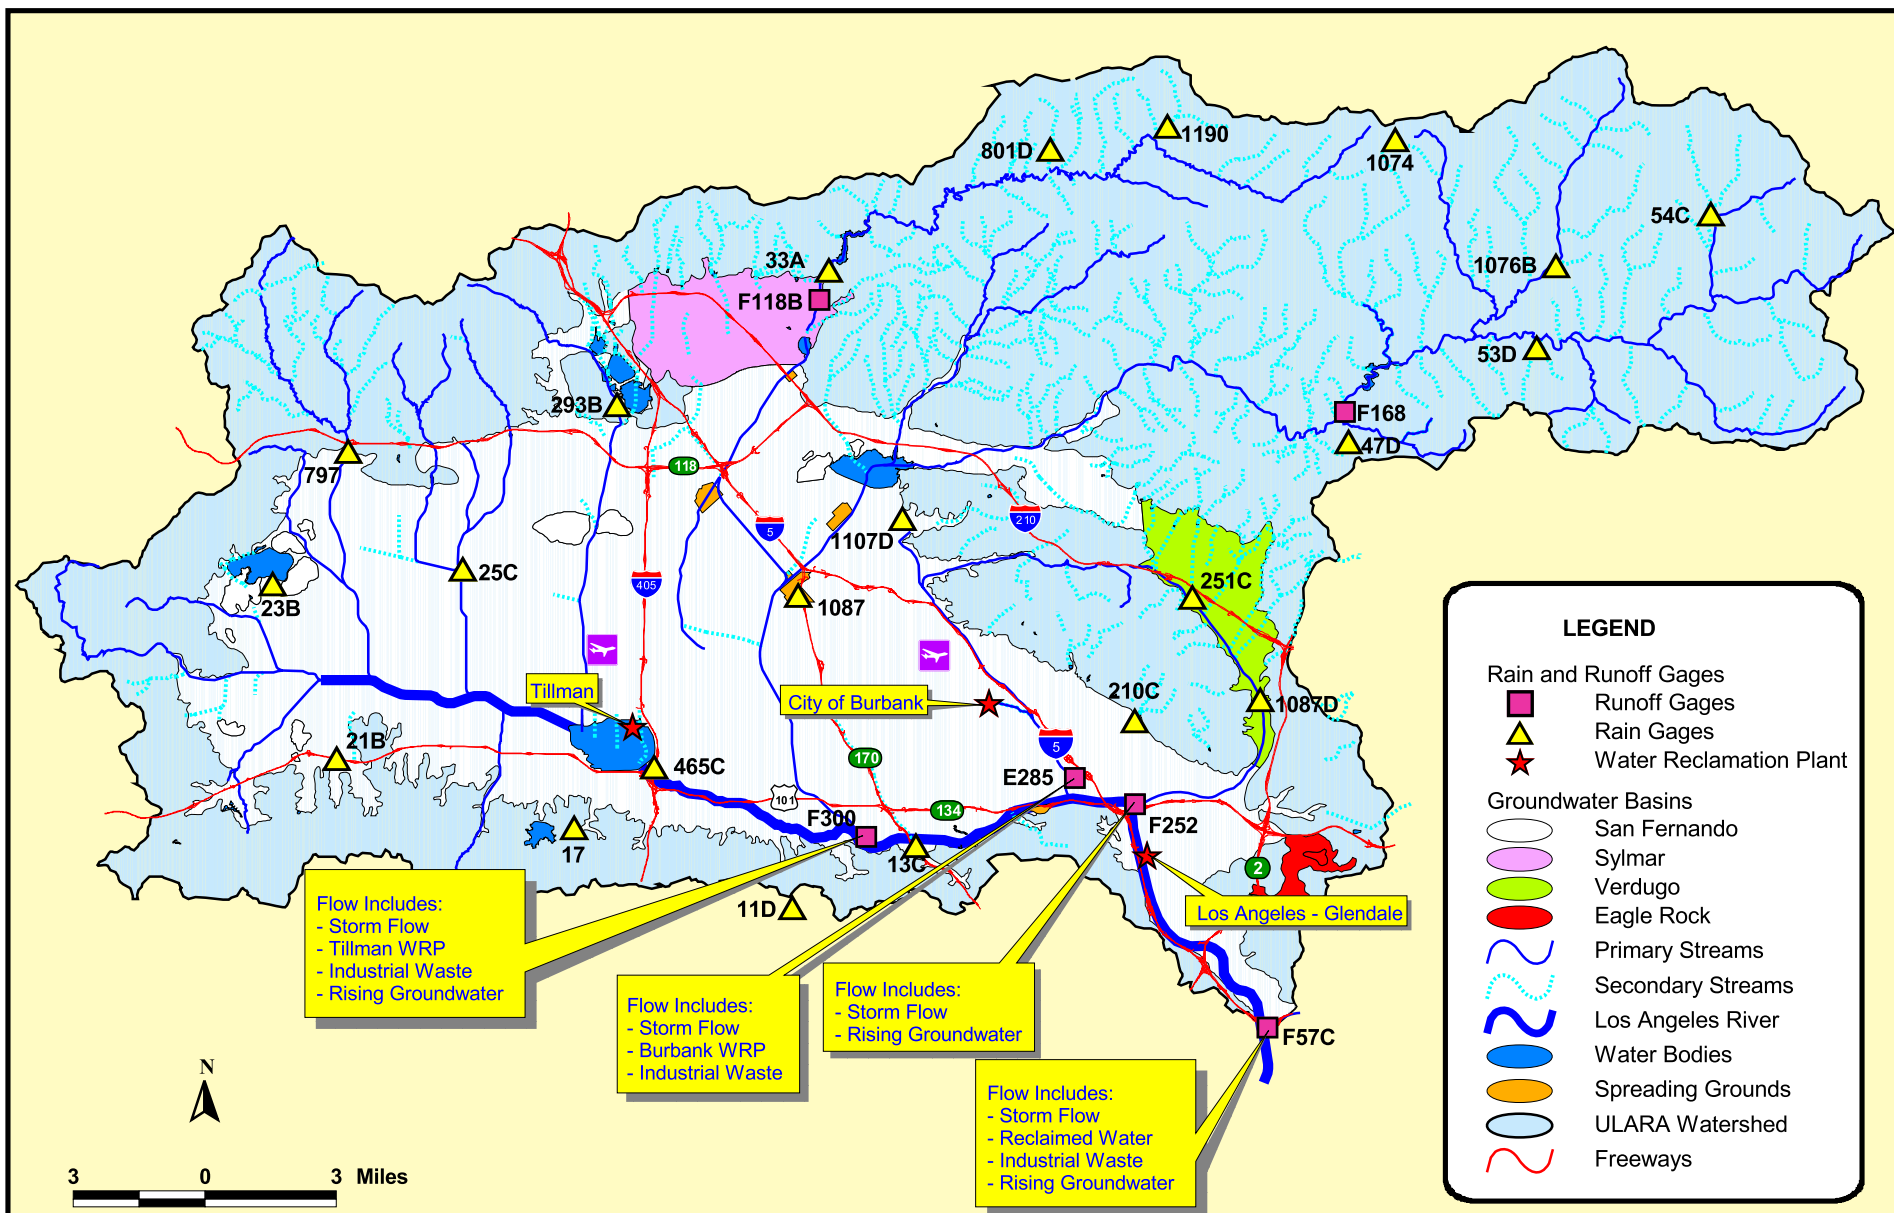 1190
801D
1074
54C
33A
1076B
F118B
53D
293B
F168
47D
797
118
5
210
1107D
25C
405
251C
23B
1087
Tillman
City of Burbank
210C
1087D
21B
5
170
465C
E285
101
134
F300
F252
17
13C
2
11D
Los Angeles - Glendale
Flow Includes:
- Storm Flow
- Tillman WRP
- Industrial Waste
- Rising Groundwater
Flow Includes:
- Storm Flow
- Burbank WRP
- Industrial Waste
Flow Includes:
- Storm Flow
- Rising Groundwater
F57C
Flow Includes:
- Storm Flow
- Reclaimed Water
- Industrial Waste
- Rising Groundwater
N
3 0 3 Miles
LEGEND
Rain and Runoff Gages
Runoff Gages
Rain Gages
Water Reclamation Plant
Groundwater Basins
San Fernando
Sylmar
Verdugo
Eagle Rock
Primary Streams
Secondary Streams
Los Angeles River
Water Bodies
Spreading Grounds
ULARA Watershed
Freeways